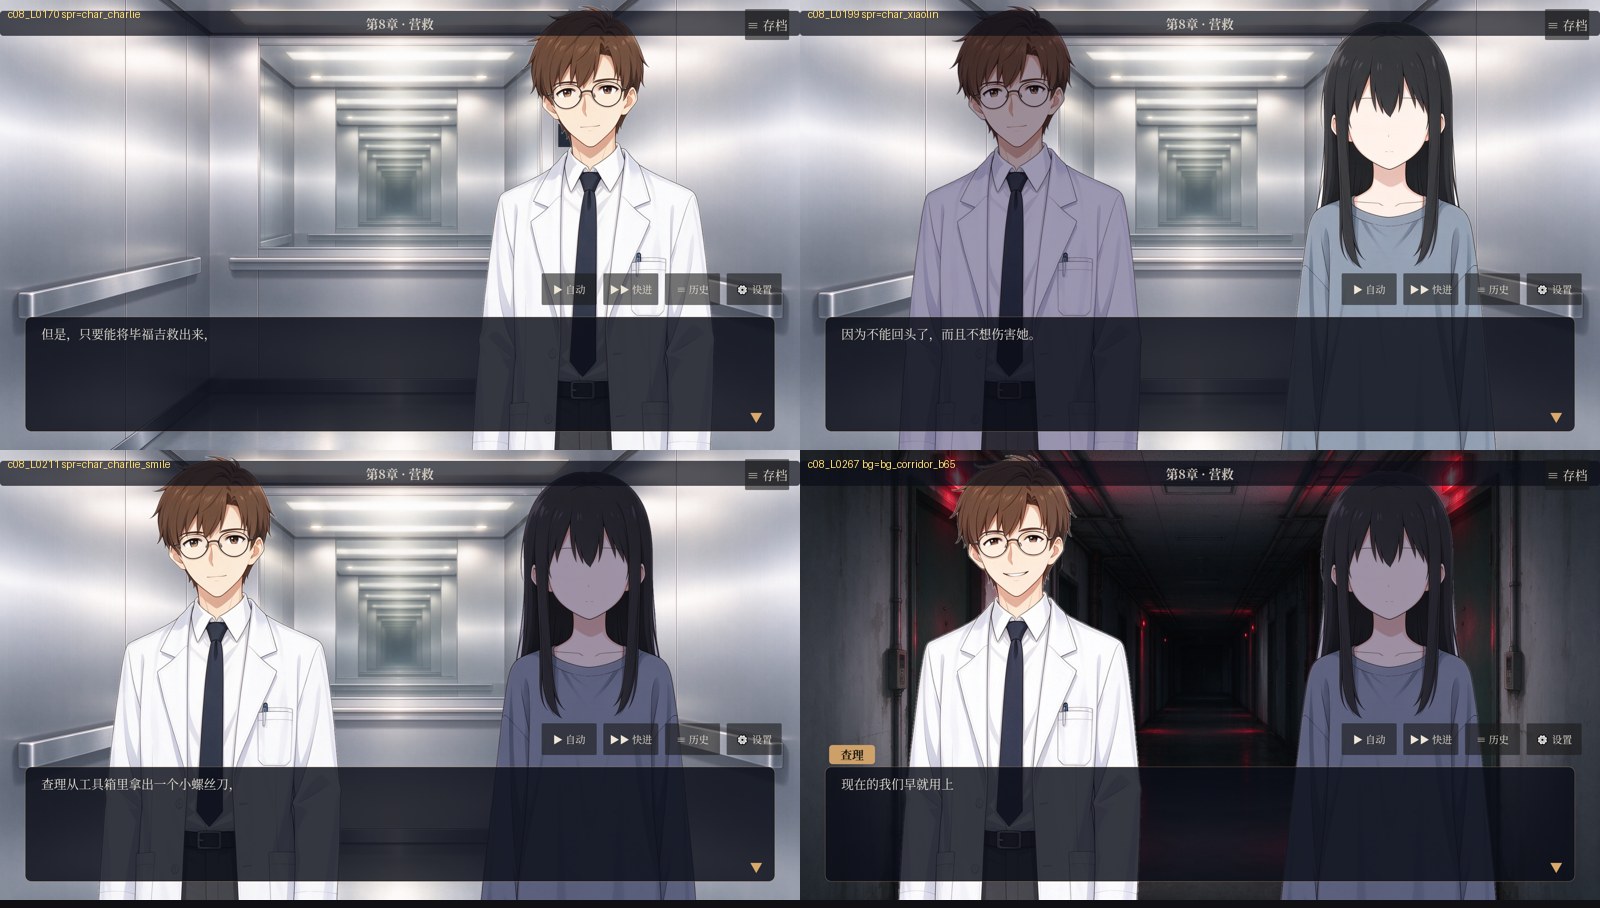 c08_L0170 spr=char_charlie
第8章 · 营救
≡ 存档
▶ 自动
▶▶ 快进
≡ 历史
⚙ 设置
但是，只要能将毕福吉救出来，
▼
c08_L0199 spr=char_xiaolin
第8章 · 营救
≡ 存档
▶ 自动
▶▶ 快进
≡ 历史
⚙ 设置
因为不能回头了，而且不想伤害她。
▼
c08_L0211 spr=char_charlie_smile
第8章 · 营救
≡ 存档
▶ 自动
▶▶ 快进
≡ 历史
⚙ 设置
查理从工具箱里拿出一个小螺丝刀，
▼
c08_L0267 bg=bg_corridor_b65
第8章 · 营救
≡ 存档
▶ 自动
▶▶ 快进
≡ 历史
⚙ 设置
查理
现在的我们早就用上
▼